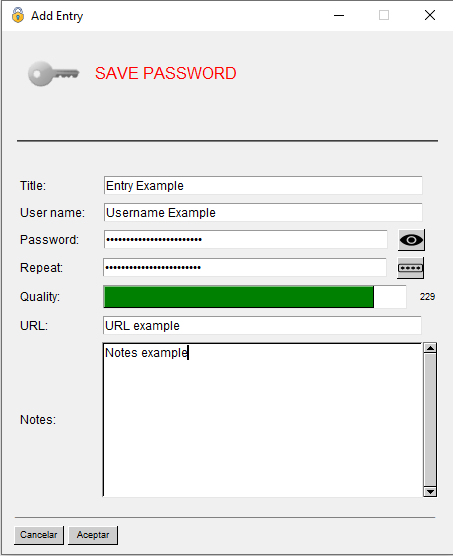 Add Entry
SAVE PASSWORD
Title: Entry Example
User name: Username Example
Password: ••••••••••••••••••••••••
Repeat: ••••••••••••••••••••••••
Quality: 229
URL: URL example
Notes example
Notes:
Cancelar Aceptar